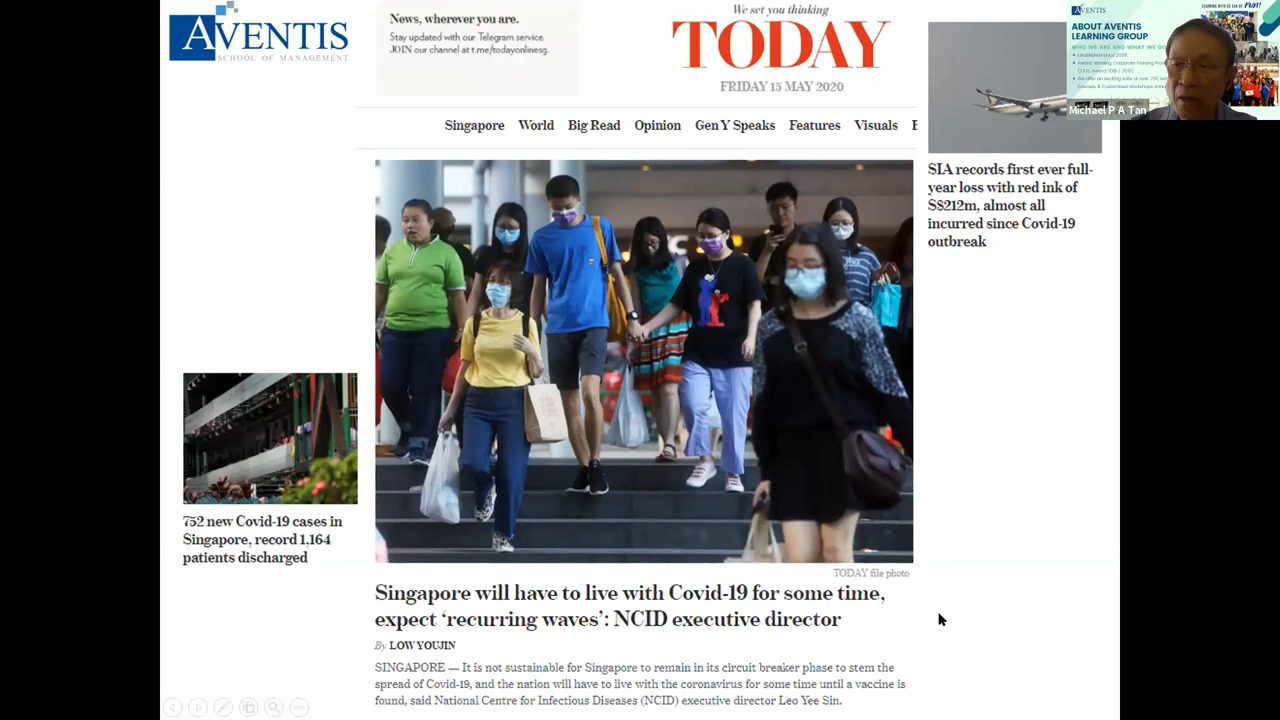 AVENTIS
SCHOOL OF MANAGEMENT
News, wherever you are.
Stay updated with our Telegram service.
JOIN our channel at t.me/todayonlinesg.
We set you thinking
TODAY
FRIDAY 15 MAY 2020
Singapore World Big Read Opinion Gen Y Speaks Features Visuals
AVENTIS
ABOUT AVENTIS
LEARNING GROUP
WHO WE ARE AND WHAT WE DO
Michael P A Tan
SIA records first ever full-
year loss with red ink of
S$212m, almost all
incurred since Covid-19
outbreak
752 new Covid-19 cases in
Singapore, record 1,164
patients discharged
TODAY file photo
Singapore will have to live with Covid-19 for some time,
expect ‘recurring waves’: NCID executive director
By LOW YOUJIN
SINGAPORE — It is not sustainable for Singapore to remain in its circuit breaker phase to stem the
spread of Covid-19, and the nation will have to live with the coronavirus for some time until a vaccine is
found, said National Centre for Infectious Diseases (NCID) executive director Leo Yee Sin.